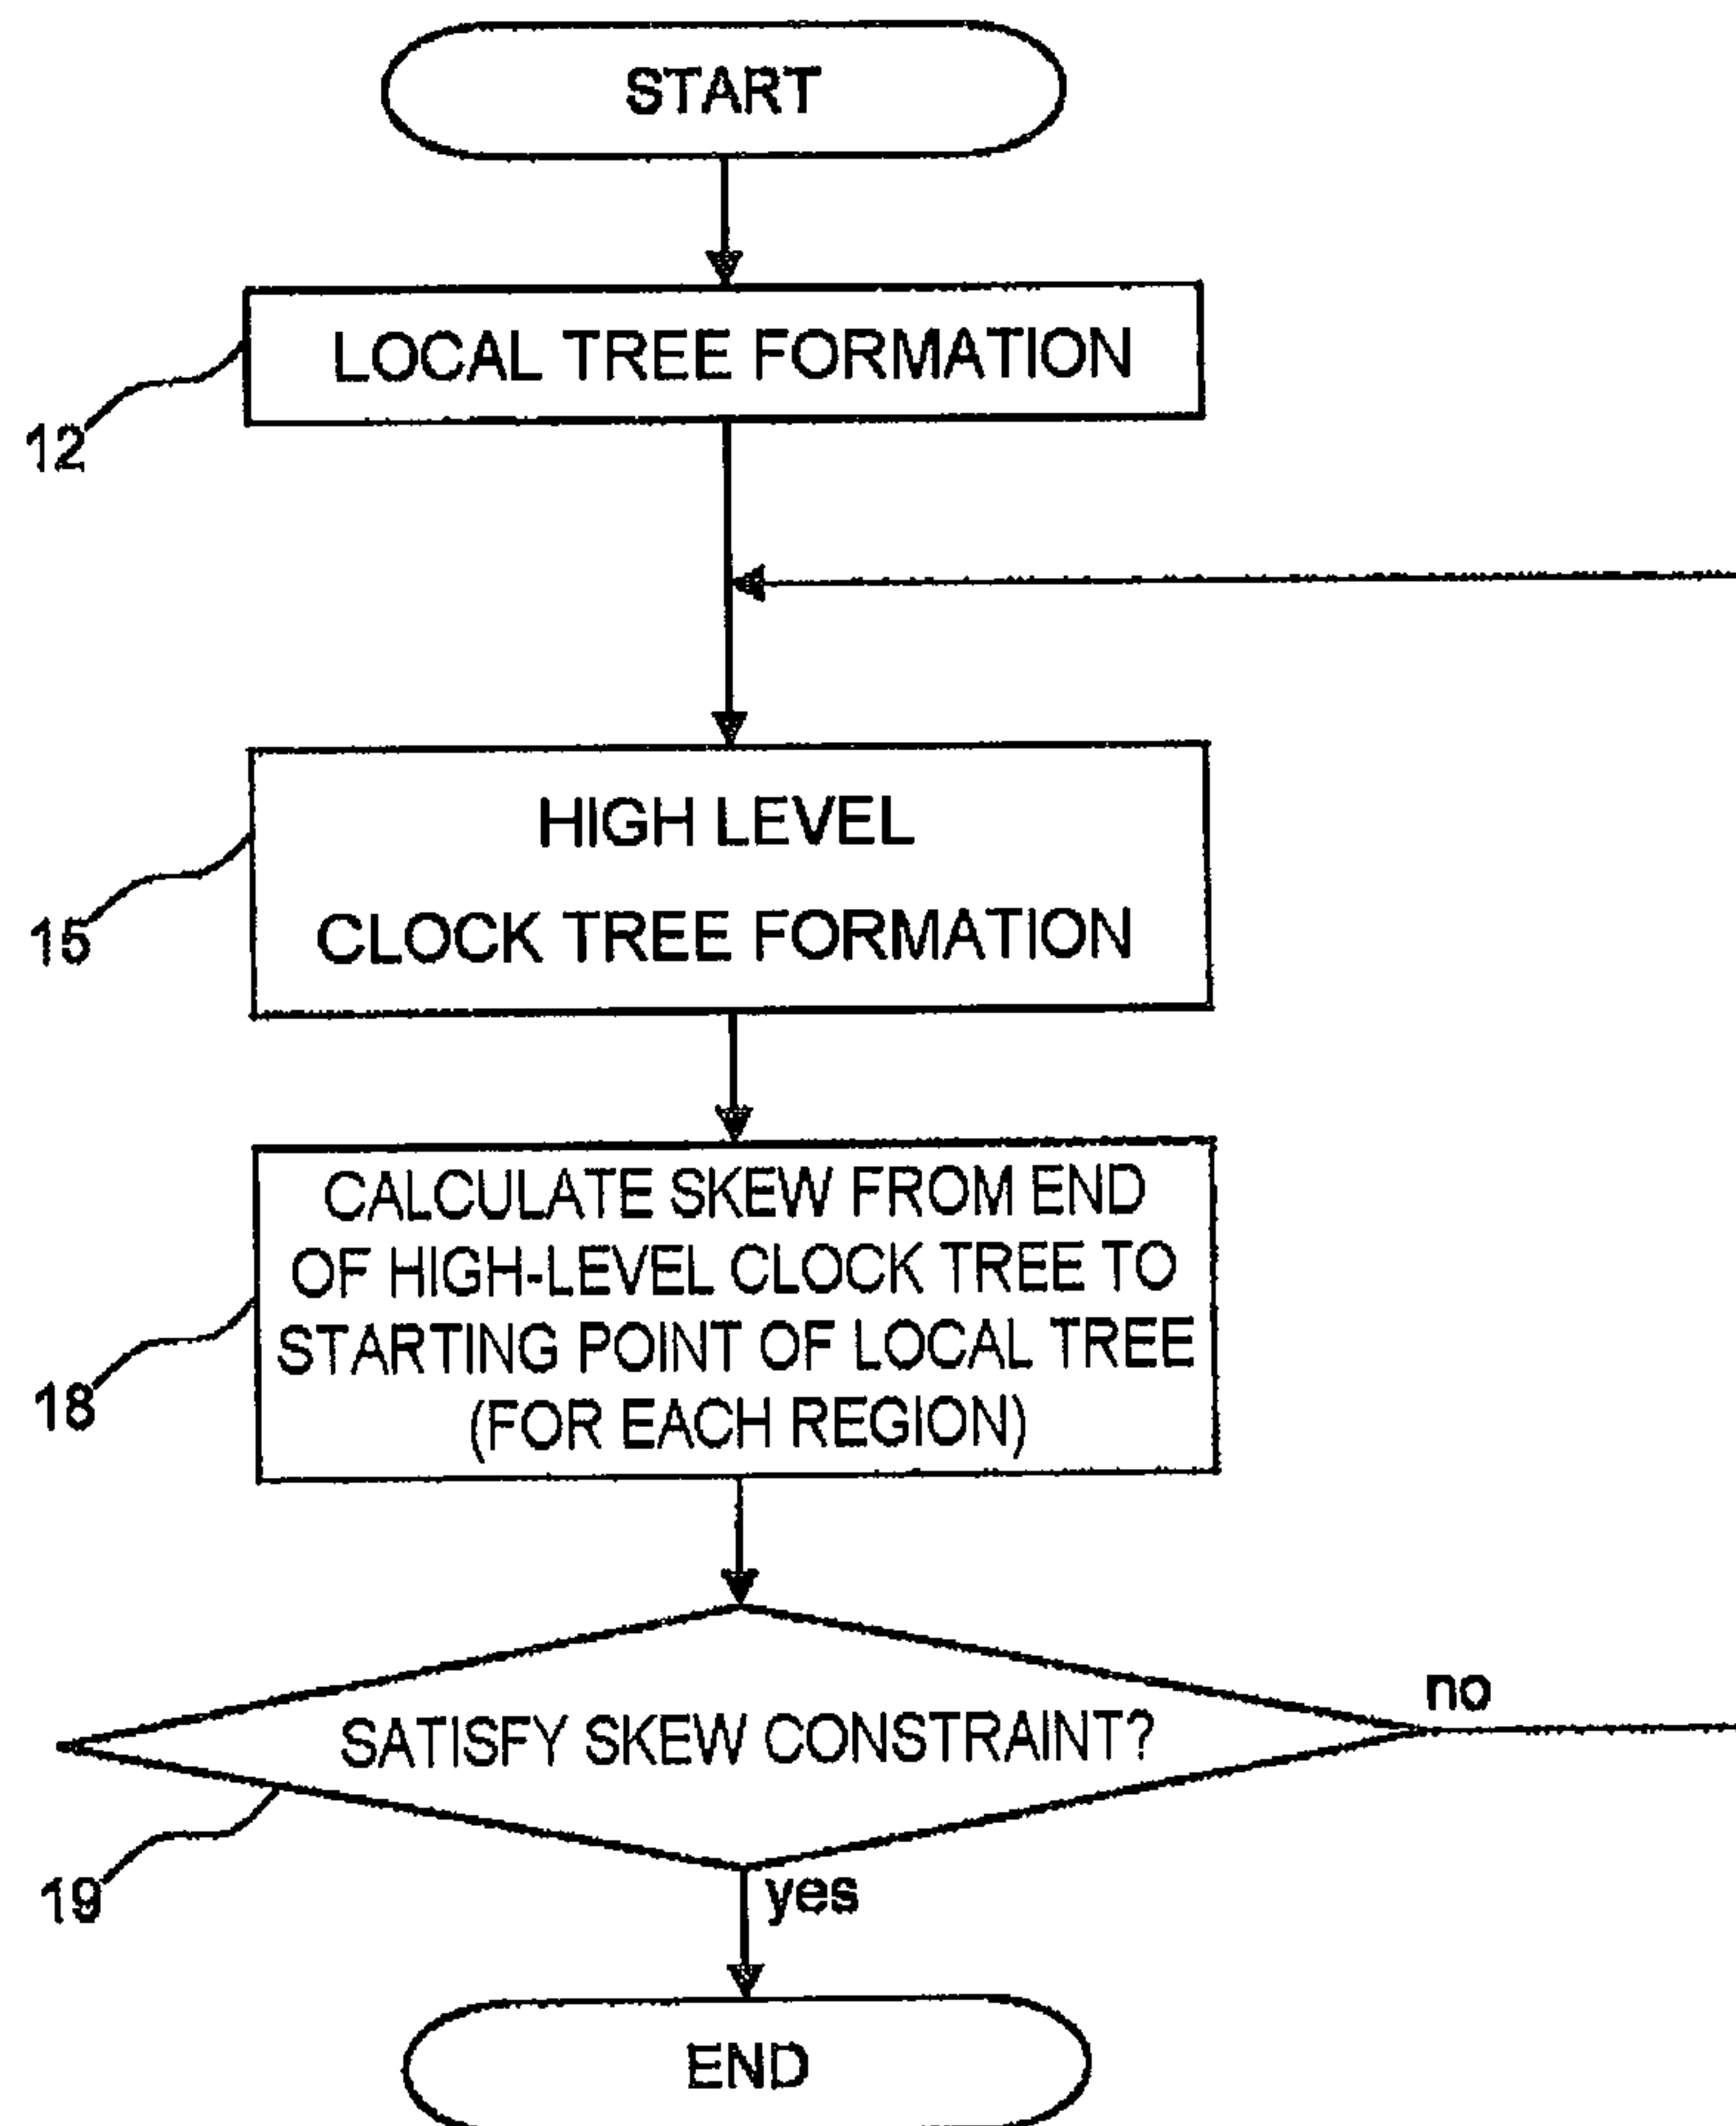 START
LOCAL TREE FORMATION
12
HIGH LEVEL
CLOCK TREE FORMATION
15
CALCULATE SKEW FROM END
OF HIGH-LEVEL CLOCK TREE TO
STARTING POINT OF LOCAL TREE
(FOR EACH REGION)
18
no
SATISFY SKEW CONSTRAINT?
19
yes
END